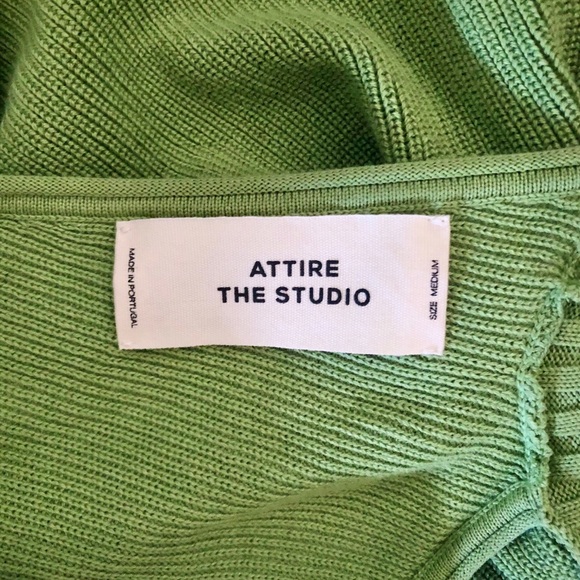 ATTIRE
THE STUDIO
MADE IN PORTUGAL
SIZE MEDIUM